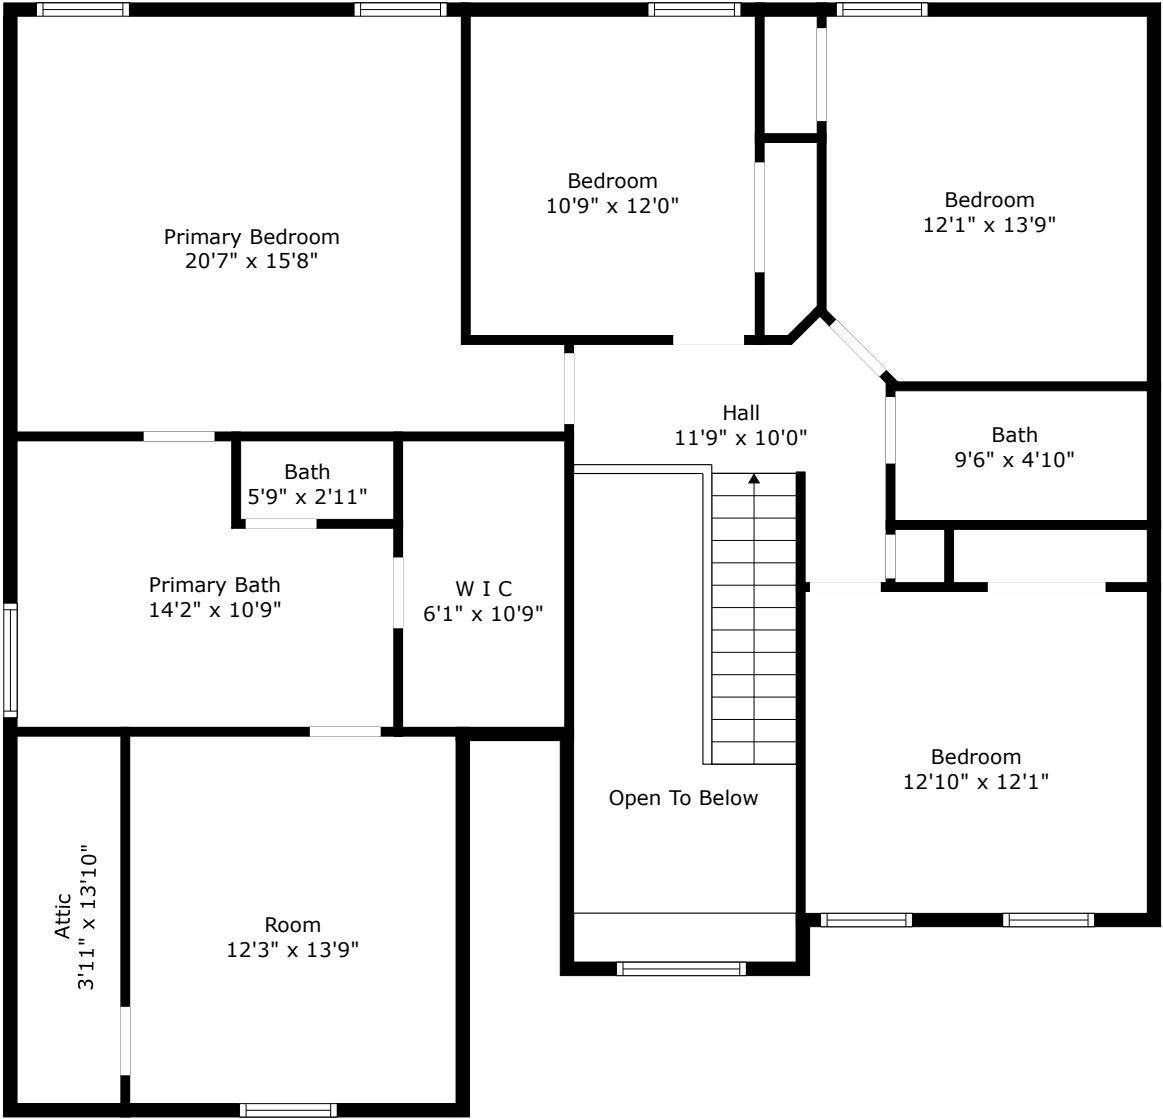 Bedroom
10'9" x 12'0"
Bedroom
12'1" x 13'9"
Primary Bedroom
20'7" x 15'8"
Hall
11'9" x 10'0"
Bath
9'6" x 4'10"
Bath
5'9" x 2'11"
Primary Bath
14'2" x 10'9"
W I C
6'1" x 10'9"
Bedroom
12'10" x 12'1"
Open To Below
Attic
3'11" x 13'10"
Room
12'3" x 13'9"